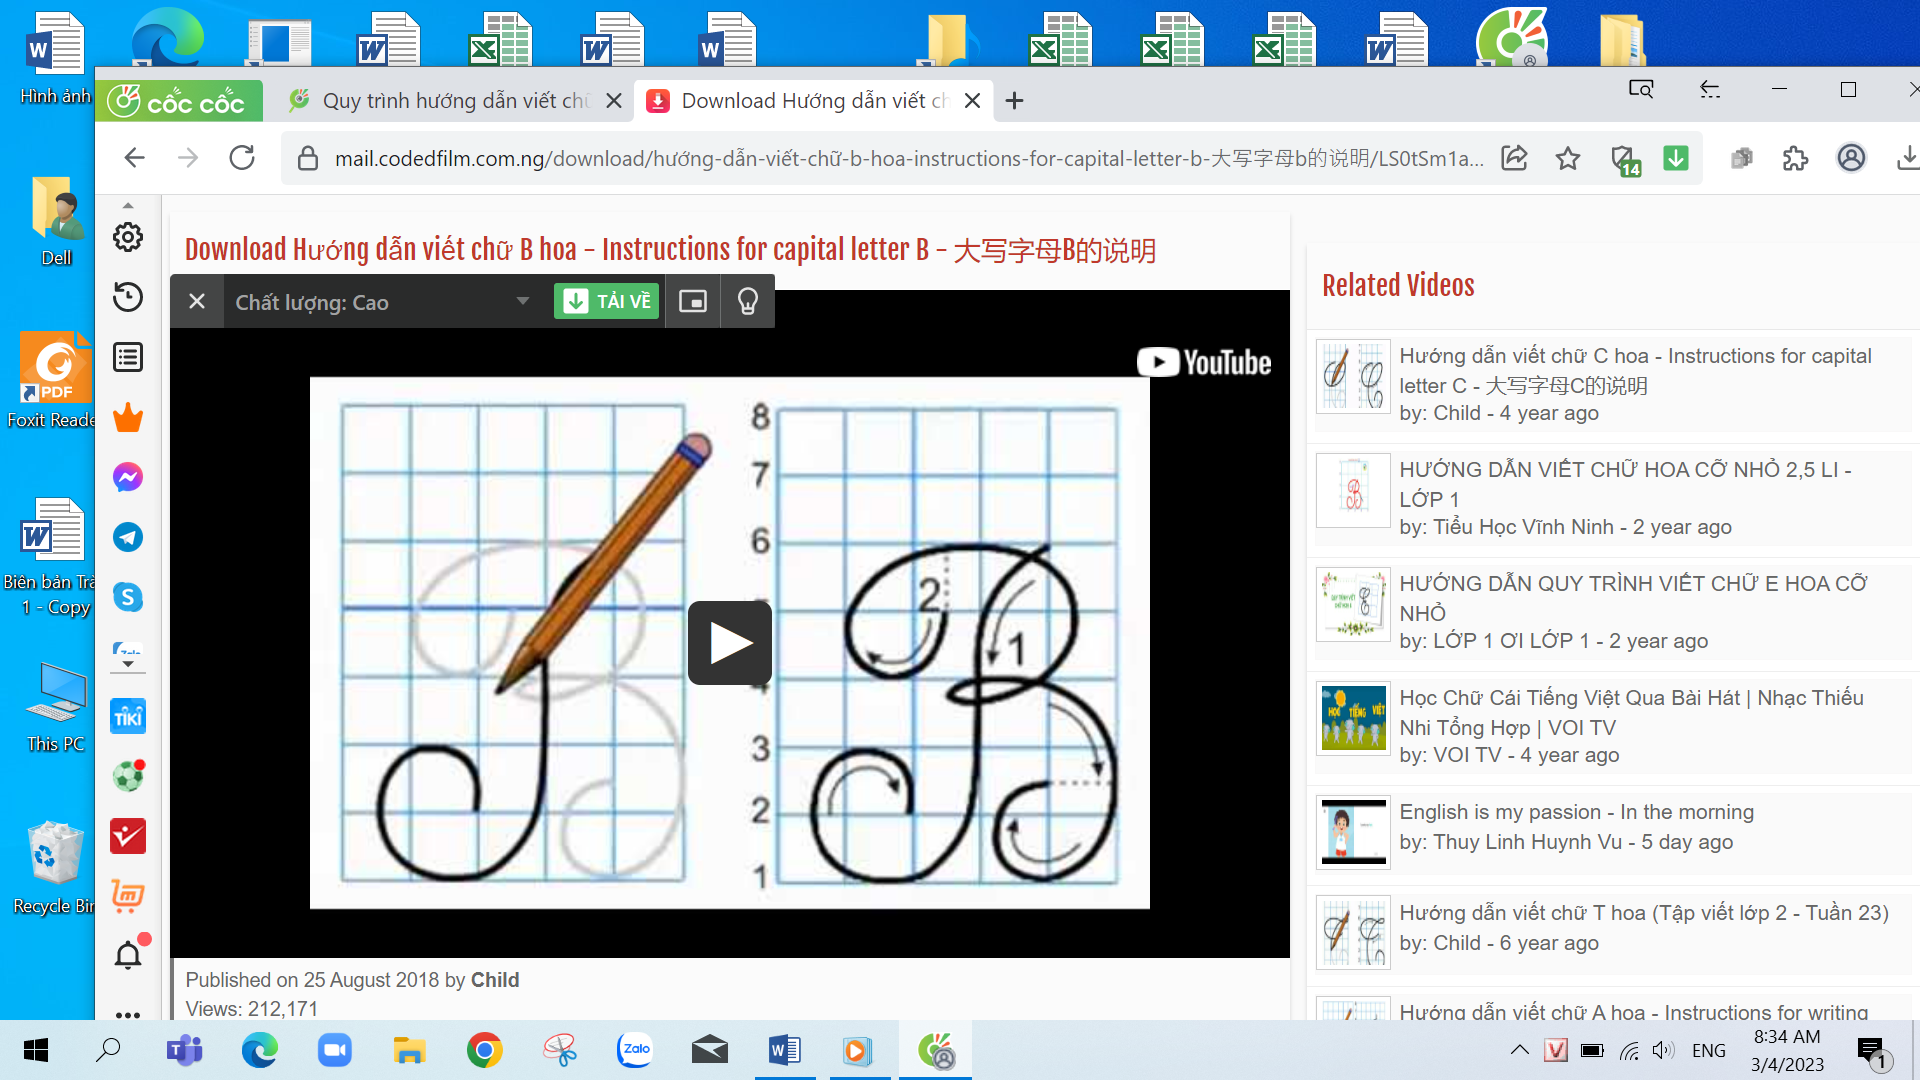 Hình ảnh
Dell
PDF
Foxit Reade
Biên bản Trà
1 - Copy
This PC
Recycle Bin
cốc cốc
Quy trình hướng dẫn viết chữ
Download Hướng dẫn viết ch
mail.codedfilm.com.ng/download/hướng-dẫn-viết-chữ-b-hoa-instructions-for-capital-letter-b-大写字母b的说明/LS0tSm1a...
14
Zalo
TIKI
Download Hướng dẫn viết chữ B hoa - Instructions for capital letter B - 大写字母B的说明
Chất lượng: Cao
TẢI VỀ
YouTube
8
7
6
4
3
2
1
2
1
Published on 25 August 2018 by Child
Views: 212,171
Related Videos
Hướng dẫn viết chữ C hoa - Instructions for capital
letter C - 大写字母C的说明
by: Child - 4 year ago
HƯỚNG DẪN VIẾT CHỮ HOA CỠ NHỎ 2,5 LI -
LỚP 1
by: Tiểu Học Vĩnh Ninh - 2 year ago
HƯỚNG DẪN QUY TRÌNH VIẾT CHỮ E HOA CỠ
NHỎ
by: LỚP 1 ƠI LỚP 1 - 2 year ago
HỌC TIẾNG VIỆT
Học Chữ Cái Tiếng Việt Qua Bài Hát | Nhạc Thiếu
Nhi Tổng Hợp | VOI TV
by: VOI TV - 4 year ago
English is my passion - In the morning
by: Thuy Linh Huynh Vu - 5 day ago
Hướng dẫn viết chữ T hoa (Tập viết lớp 2 - Tuần 23)
by: Child - 6 year ago
Hướng dẫn viết chữ A hoa - Instructions for writing
Zalo
ENG
8:34 AM
3/4/2023
1